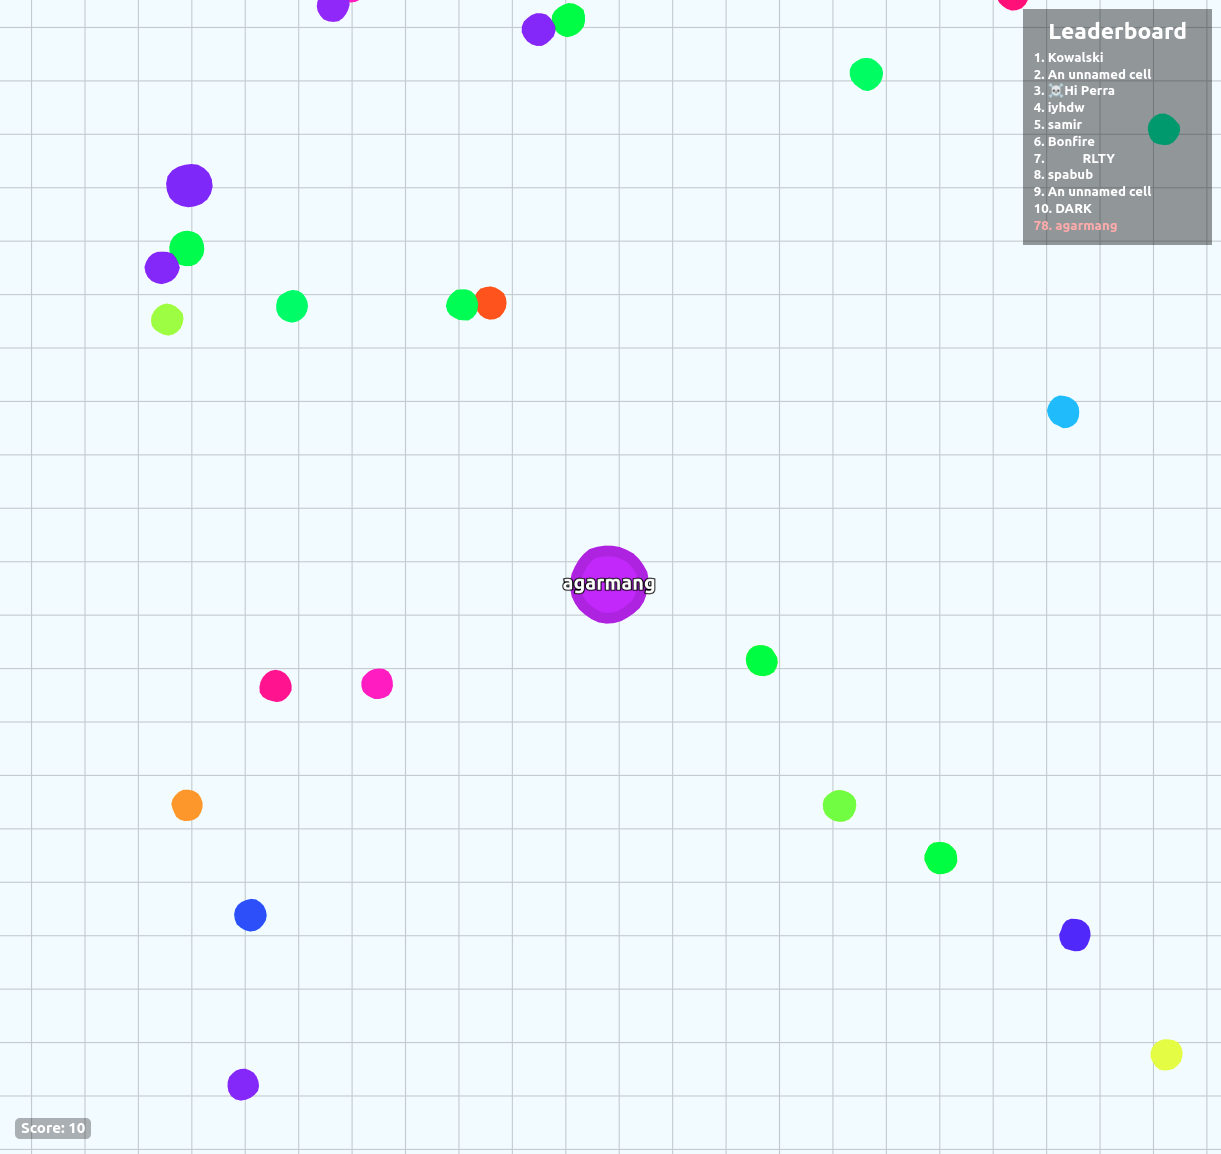 Leaderboard
1. Kowalski
2. An unnamed cell
3. ☠️Hi Perra
4. iyhdw
5. samir
6. Bonfire
7. RLTY
8. spabub
9. An unnamed cell
10. DARK
78. agarmang
agarmang
Score: 10